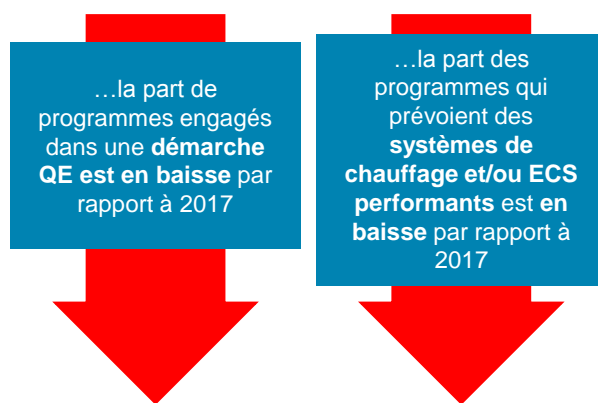 …la part de
programmes engagés
dans une démarche
QE est en baisse par
rapport à 2017
…la part des
programmes qui
prévoient des
systèmes de
chauffage et/ou ECS
performants est en
baisse par rapport à
2017